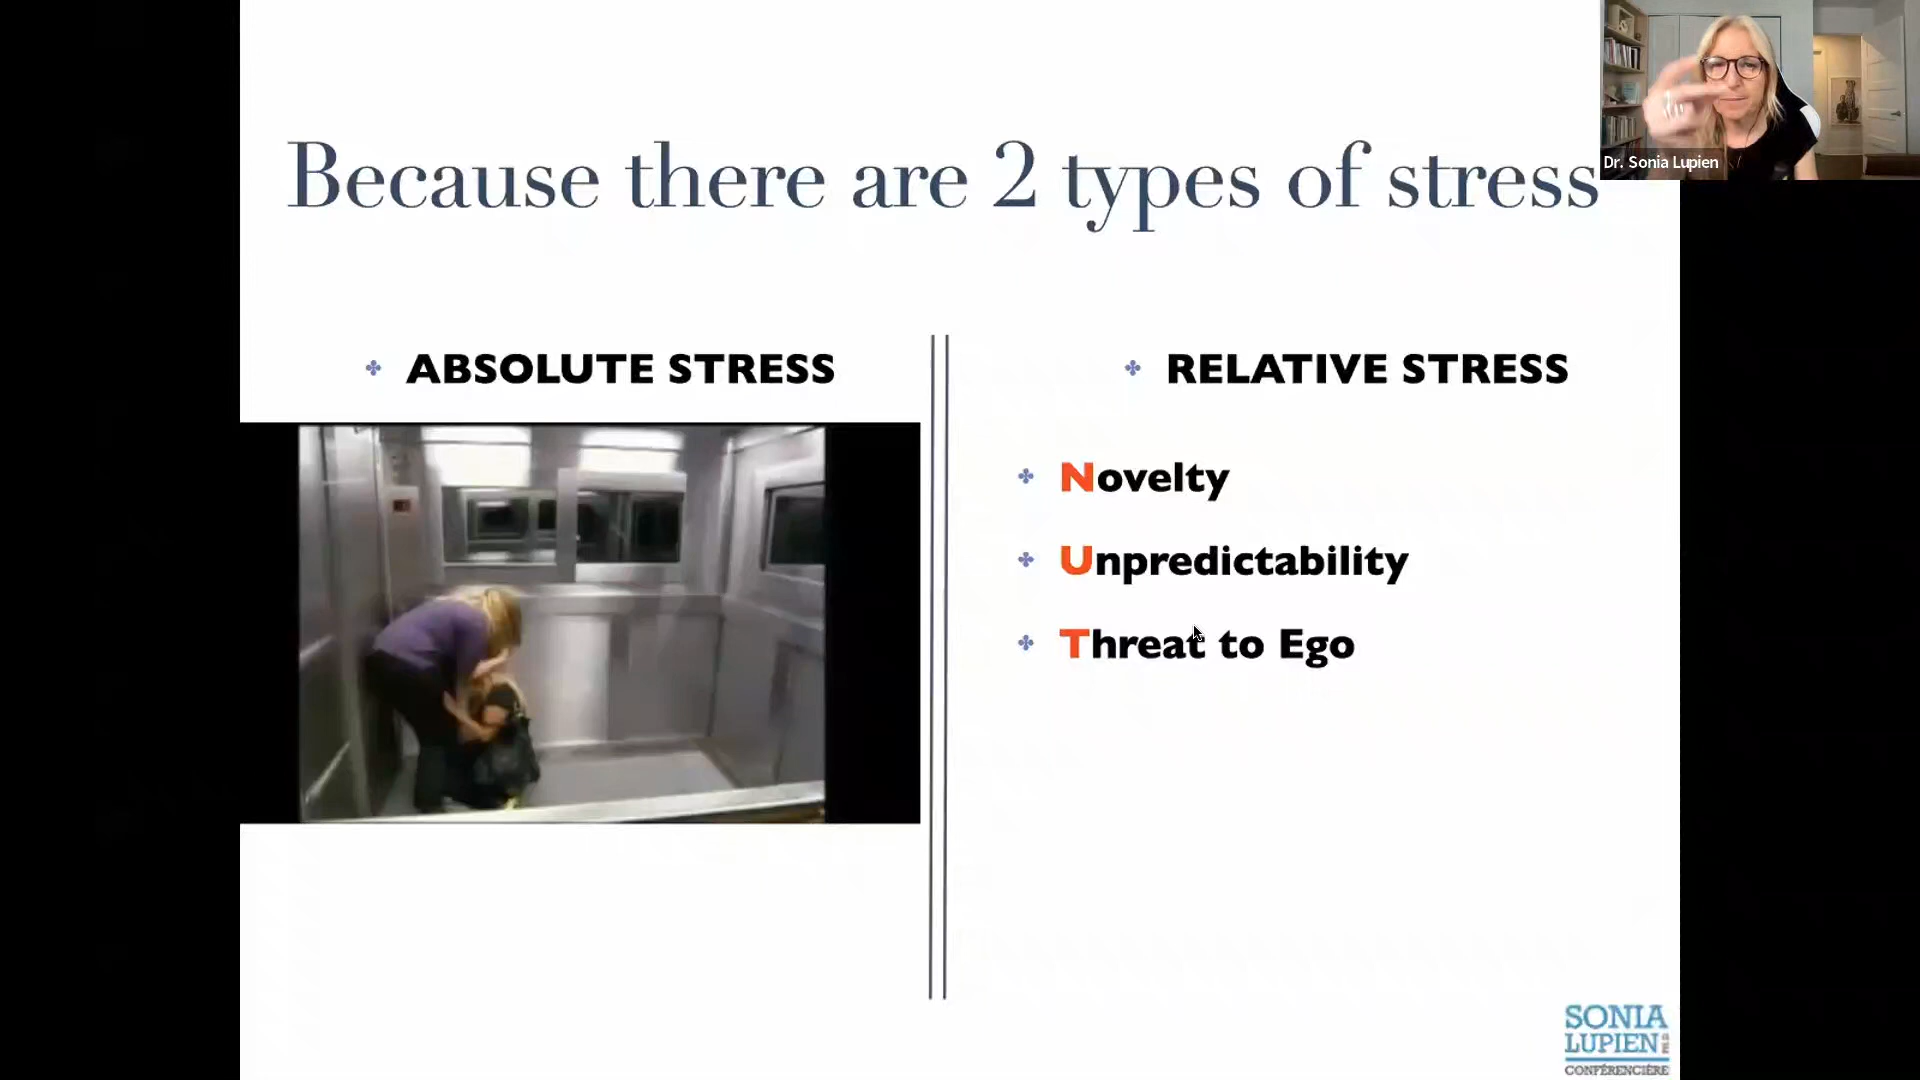 Because there are 2 types of stress
ABSOLUTE STRESS
RELATIVE STRESS
Novelty
Unpredictability
Threat to Ego
Dr. Sonia Lupien
SONIA
LUPIEN PH.D.
CONFÉRENCIÈRE